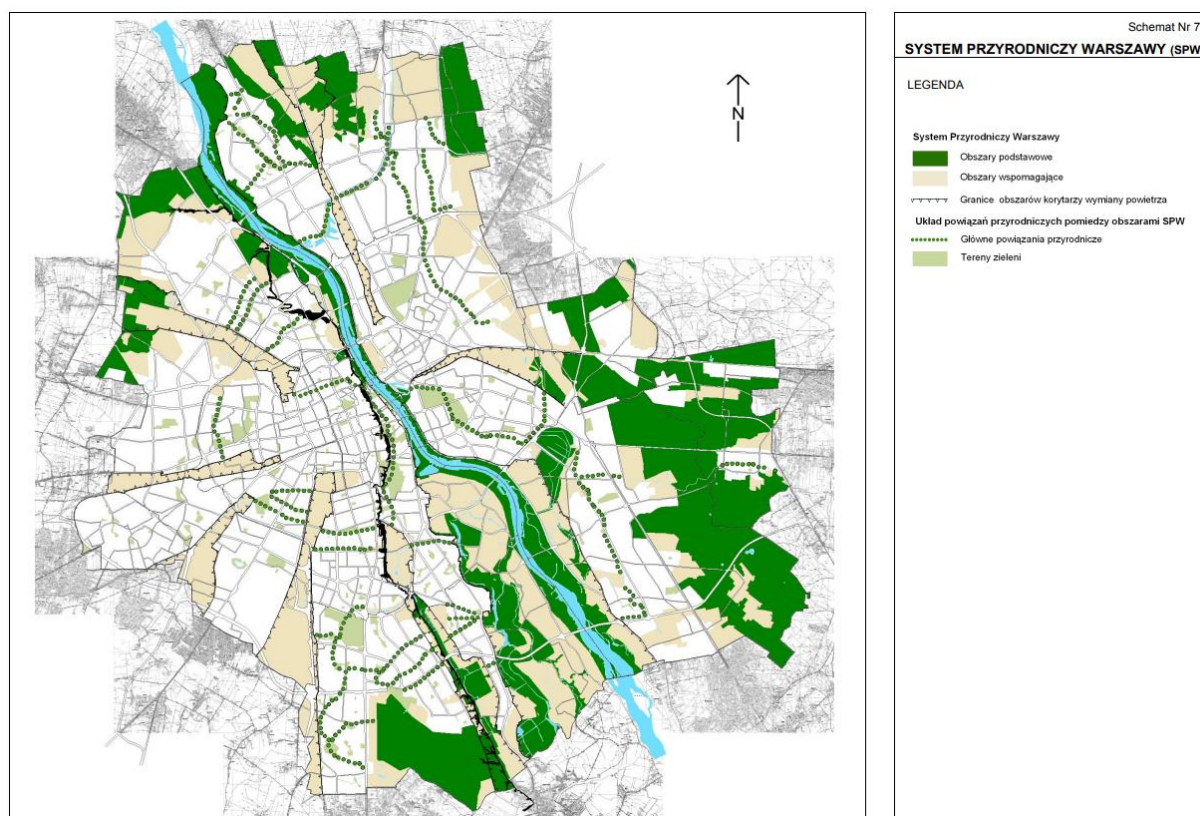 Schemat Nr 7
SYSTEM PRZYRODNICZY WARSZAWY (SPW
LEGENDA
N
System Przyrodniczy Warszawy
Obszary podstawowe
Obszary wspomagające
Granice obszarów korytarzy wymiany powietrza
Układ powiązań przyrodniczych pomiedzy obszarami SPW
Główne powiązania przyrodnicze
Tereny zieleni